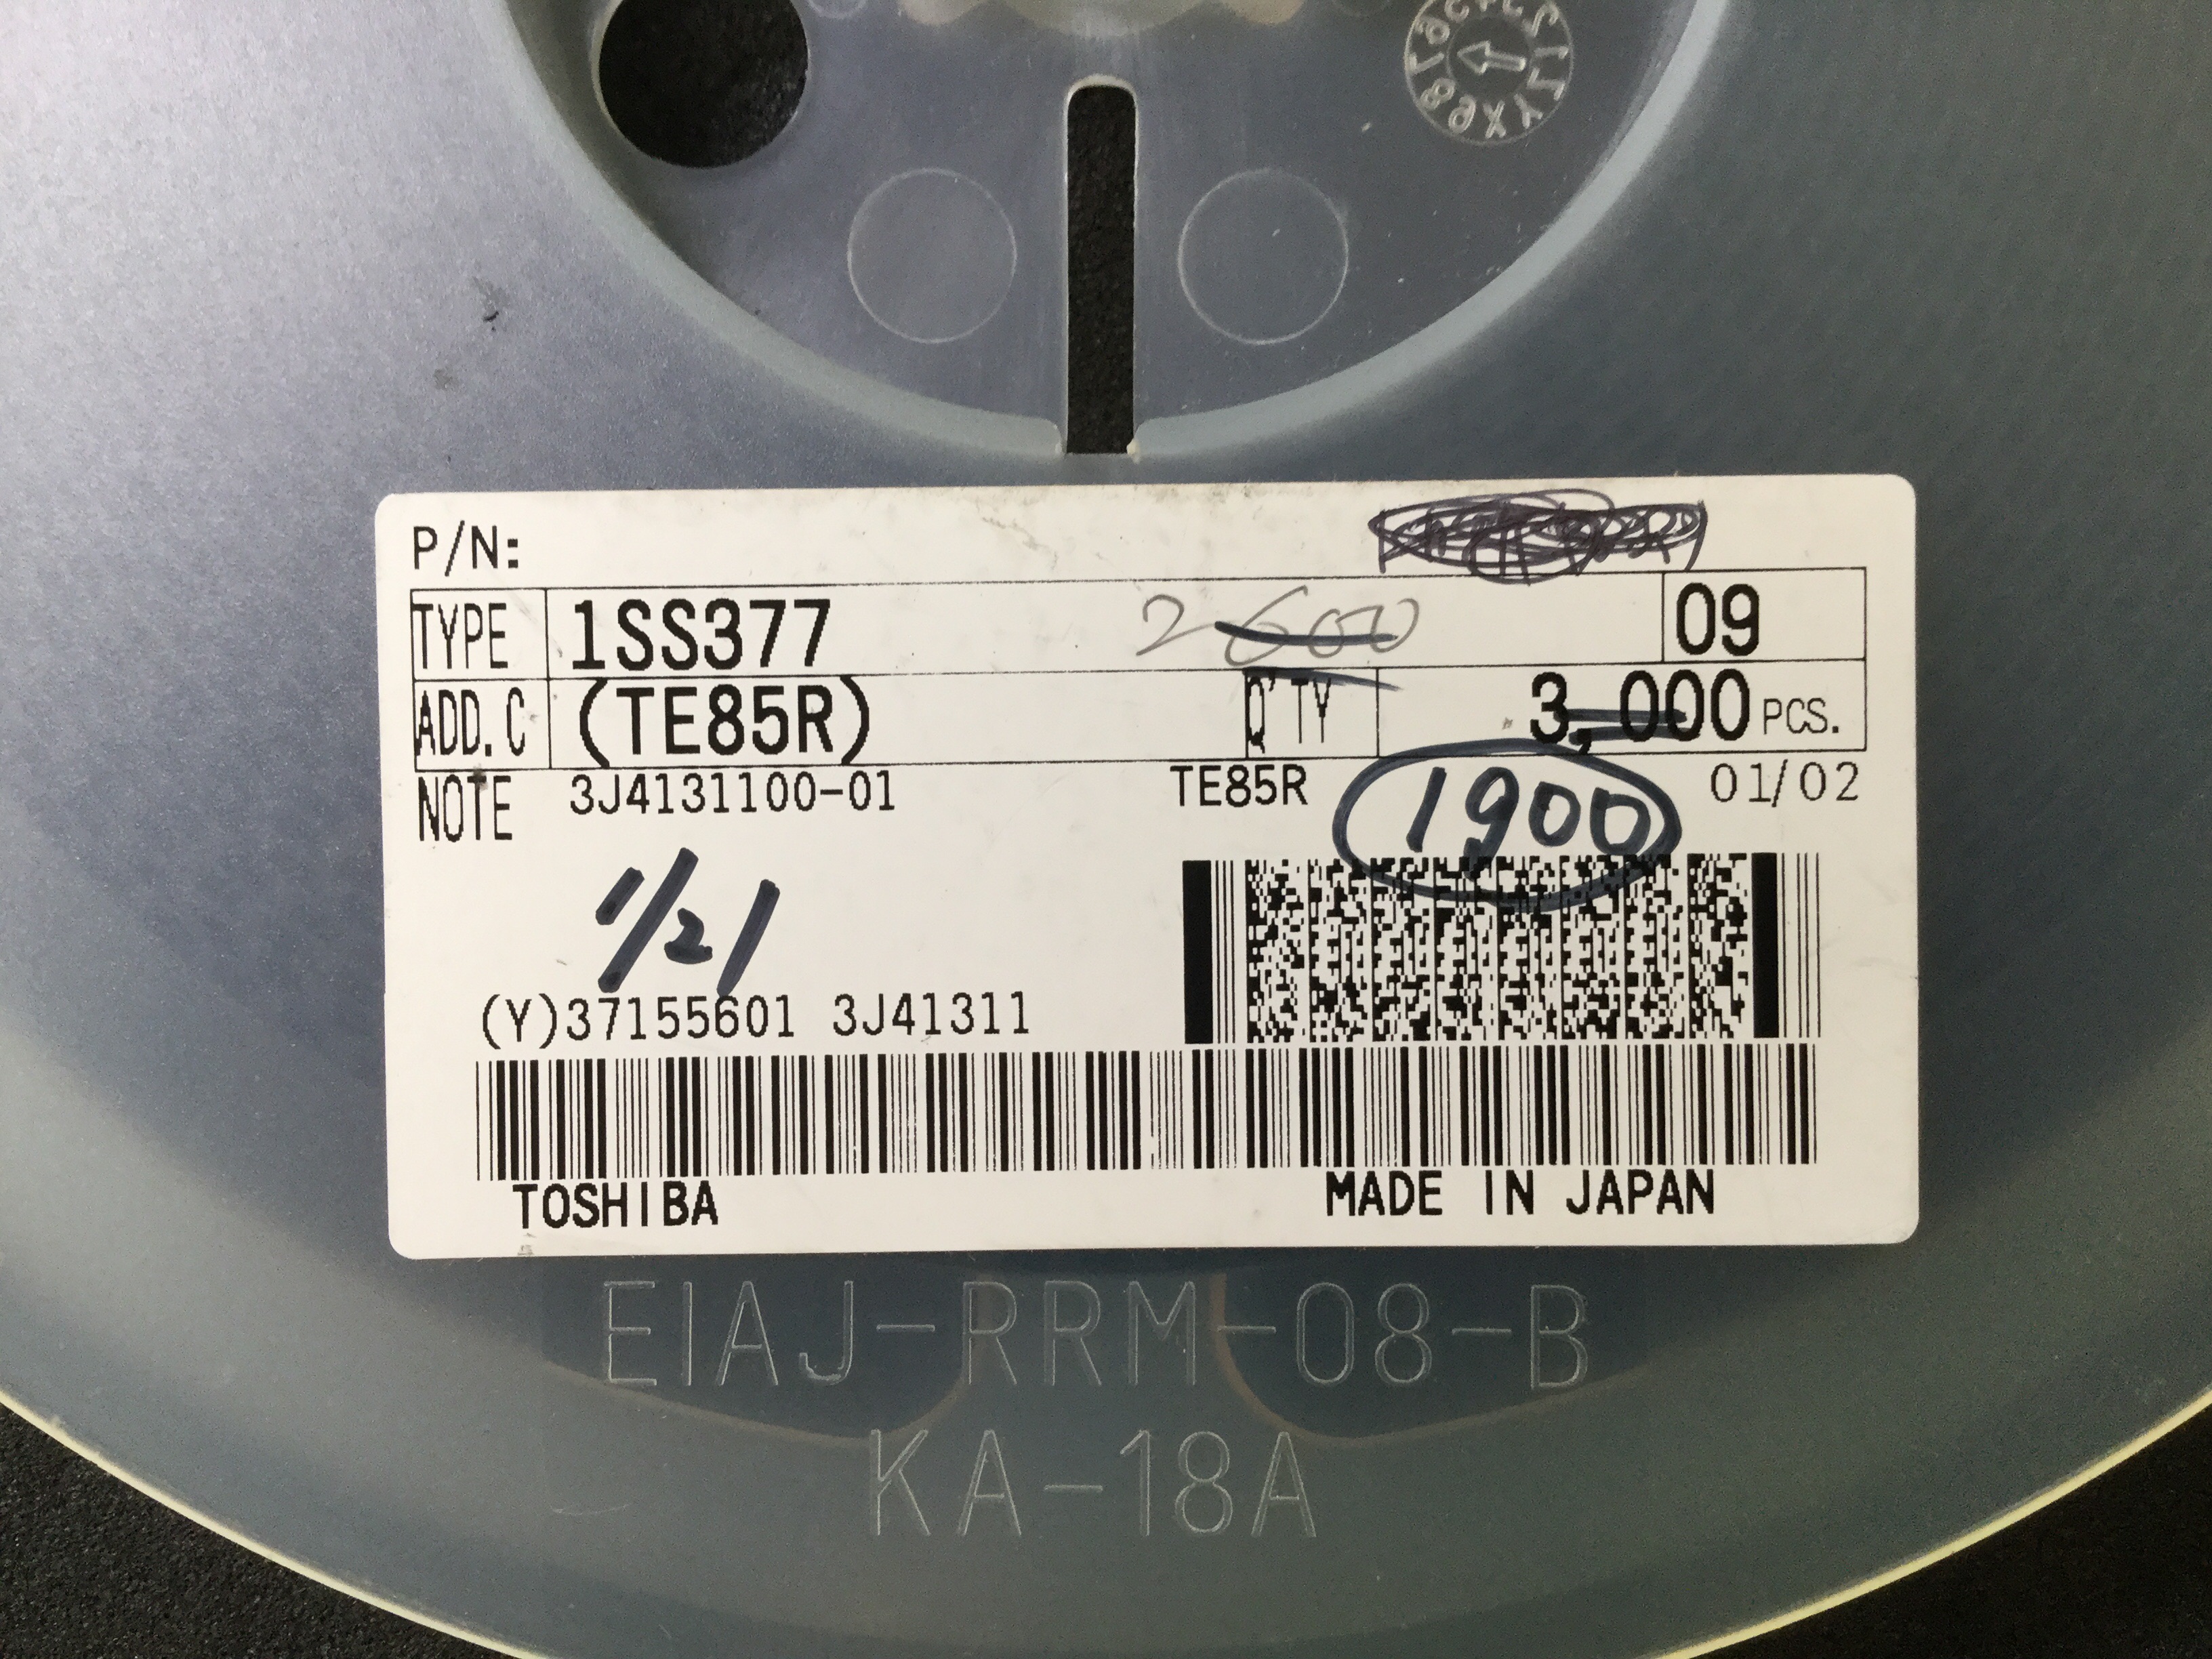 P/N:
TYPE 1SS377 2600 09
ADD.C (TE85R) Q'TY 3,000 PCS.
NOTE 3J4131100-01 TE85R 1900 01/02
1/21
(Y)37155601 3J41311
TOSHIBA MADE IN JAPAN
EIAJ-RRM-08-B
KA-18A